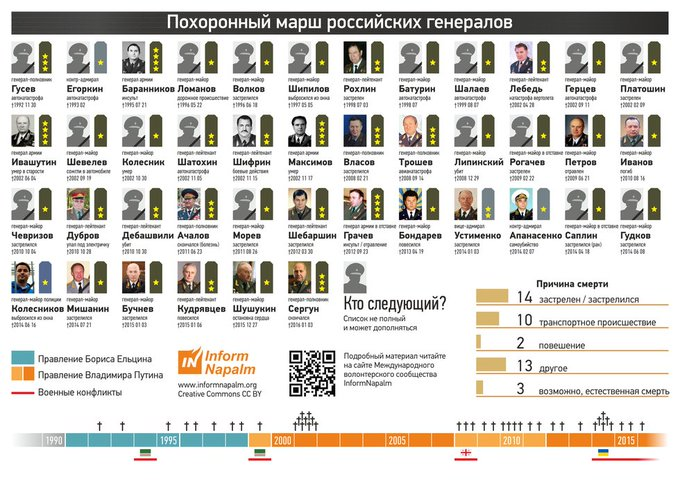 Похоронный марш российских генералов
генерал-полковник
Гусев
автокатастрофа
†1992 11 30
контр-адмирал
Егоркин
автокатастрофа
†1993 02
генерал армии
Баранников
инсульт
†1995 07 21
генерал-майор
Ломанов
дорожное происшествие
†1996 05 22
генерал-майор
Волков
застрелился
†1996 06 18
генерал-майор
Шипилов
выбросился из окна
†1997 05 05
генерал-лейтенант
Рохлин
застрелен
†1998 07 03
генерал-майор
Батурин
автокатастрофа
генерал-майор
Шалаев
автокатастрофа
†1999 08 07
генерал-лейтенант
Лебедь
катастрофа вертолета
†2002 04 28
генерал-майор
Герцев
автокатастрофа
†2002 09 11
генерал-майор
Платошин
застрелен
†2002 02 09
генерал армии
Ивашутин
умер в старости
†2002 06 04
генерал-майор
Шевелев
сожгли в автомобиле
†2002 09 19
генерал-майор
Колесник
умер
†2002 10 30
генерал-полковник
Шатохин
автокатастрофа
†2002 11 05
генерал-лейтенант
Шифрин
боевые действия
†2002 11 15
генерал армии
Максимов
умер
†2002 11 17
генерал-полковник
Власов
застрелился
†2008 02 21
генерал-полковник
Трошев
авиакатастрофа
†2008 09 14
генерал-майор
Липинский
убит
†2008 12 29
генерал-майор в отставке
Рогачев
застрелен
†2009 02 22
генерал-майор
Петров
отравлен
†2009 06 21
генерал-майор
Иванов
погиб
†2010 08 16
генерал-майор
Чевризов
застрелился
†2010 10 04
генерал-лейтенант
Дубров
упал под электричку
†2010 10 28
генерал-майор
Дебашвили
убит
†2010 10 30
генерал-полковник
Ачалов
скончался (болезнь)
†2011 06 23
генерал-майор
Морев
застрелился
†2011 08 26
генерал-лейтенант
Шебаршин
застрелился
†2012 03 30
генерал армии в отставке
Грачев
инсульт / отравление
†2012 09 23
генерал-майор
Бондарев
повесился
†2013 04 19
вице-адмирал
Устименко
застрелился
†2014 01 03
контр-адмирал
Апанасенко
самоубийство
†2014 02 07
генерал-майор в отставке
Саплин
застрелился (рак)
†2014 04 18
генерал-майор
Гудков
застрелился
†2014 06 08
генерал-майор полиции
Колесников
выбросился из окна
†2014 06 16
генерал-лейтенант
Мишанин
застрелился
†2014 07 21
генерал-майор
Бучнев
застрелился
†2015 01 03
генерал-лейтенант
Кудрявцев
повесился
†2015 01 06
генерал-майор
Шушукин
остановка сердца
†2015 12 27
генерал-полковник
Сергун
скончался
†2016 01 03
Кто следующий?
Список не полный
и может дополняться
Причина смерти
14 застрелен / застрелился
10 транспортное происшествие
2 повешение
13 другое
3 возможно, естественная смерть
Правление Бориса Ельцина
Правление Владимира Путина
Военные конфликты
IN
Inform
Napalm
www.informnapalm.org
Creative Commons CC BY
Подробный материал читайте
на сайте Международного
волонтерского сообщества
InformNapalm
1990 1995 2000 2005 2010 2015